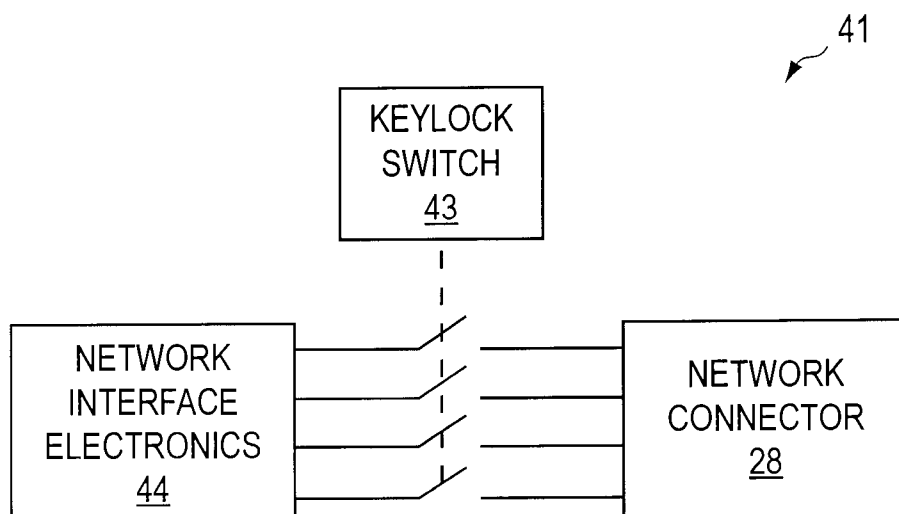 41
KEYLOCK
SWITCH
43
NETWORK
INTERFACE
ELECTRONICS
44
NETWORK
CONNECTOR
28